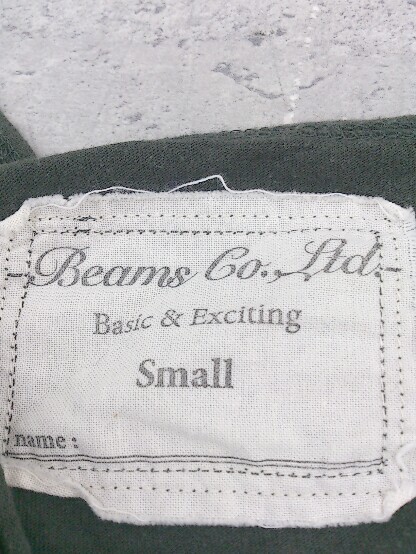 -Beams Co., Ltd.-
Basic & Exciting
Small
name :